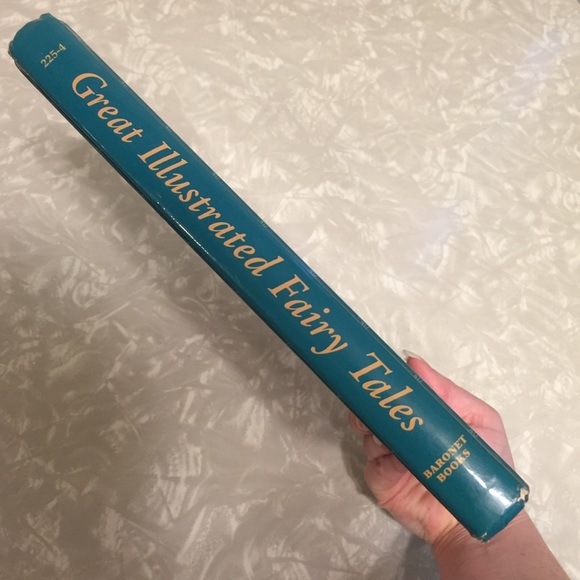 225-4
Great Illustrated Fairy Tales
BARONET
BOOKS